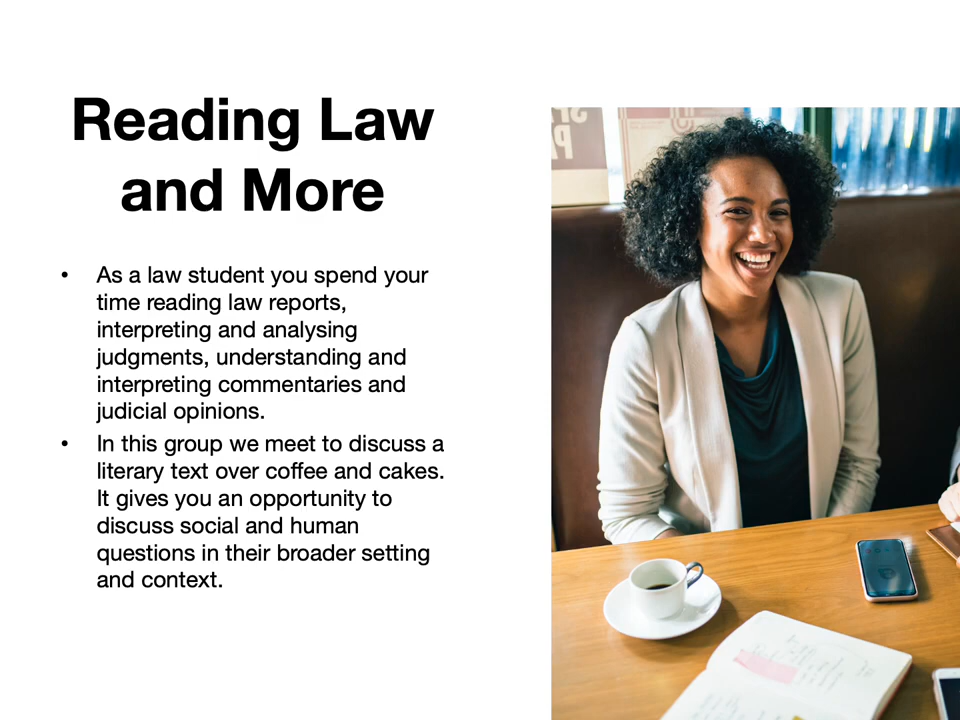 Reading Law
and More
• As a law student you spend your
time reading law reports,
interpreting and analysing
judgments, understanding and
interpreting commentaries and
judicial opinions.
• In this group we meet to discuss a
literary text over coffee and cakes.
It gives you an opportunity to
discuss social and human
questions in their broader setting
and context.